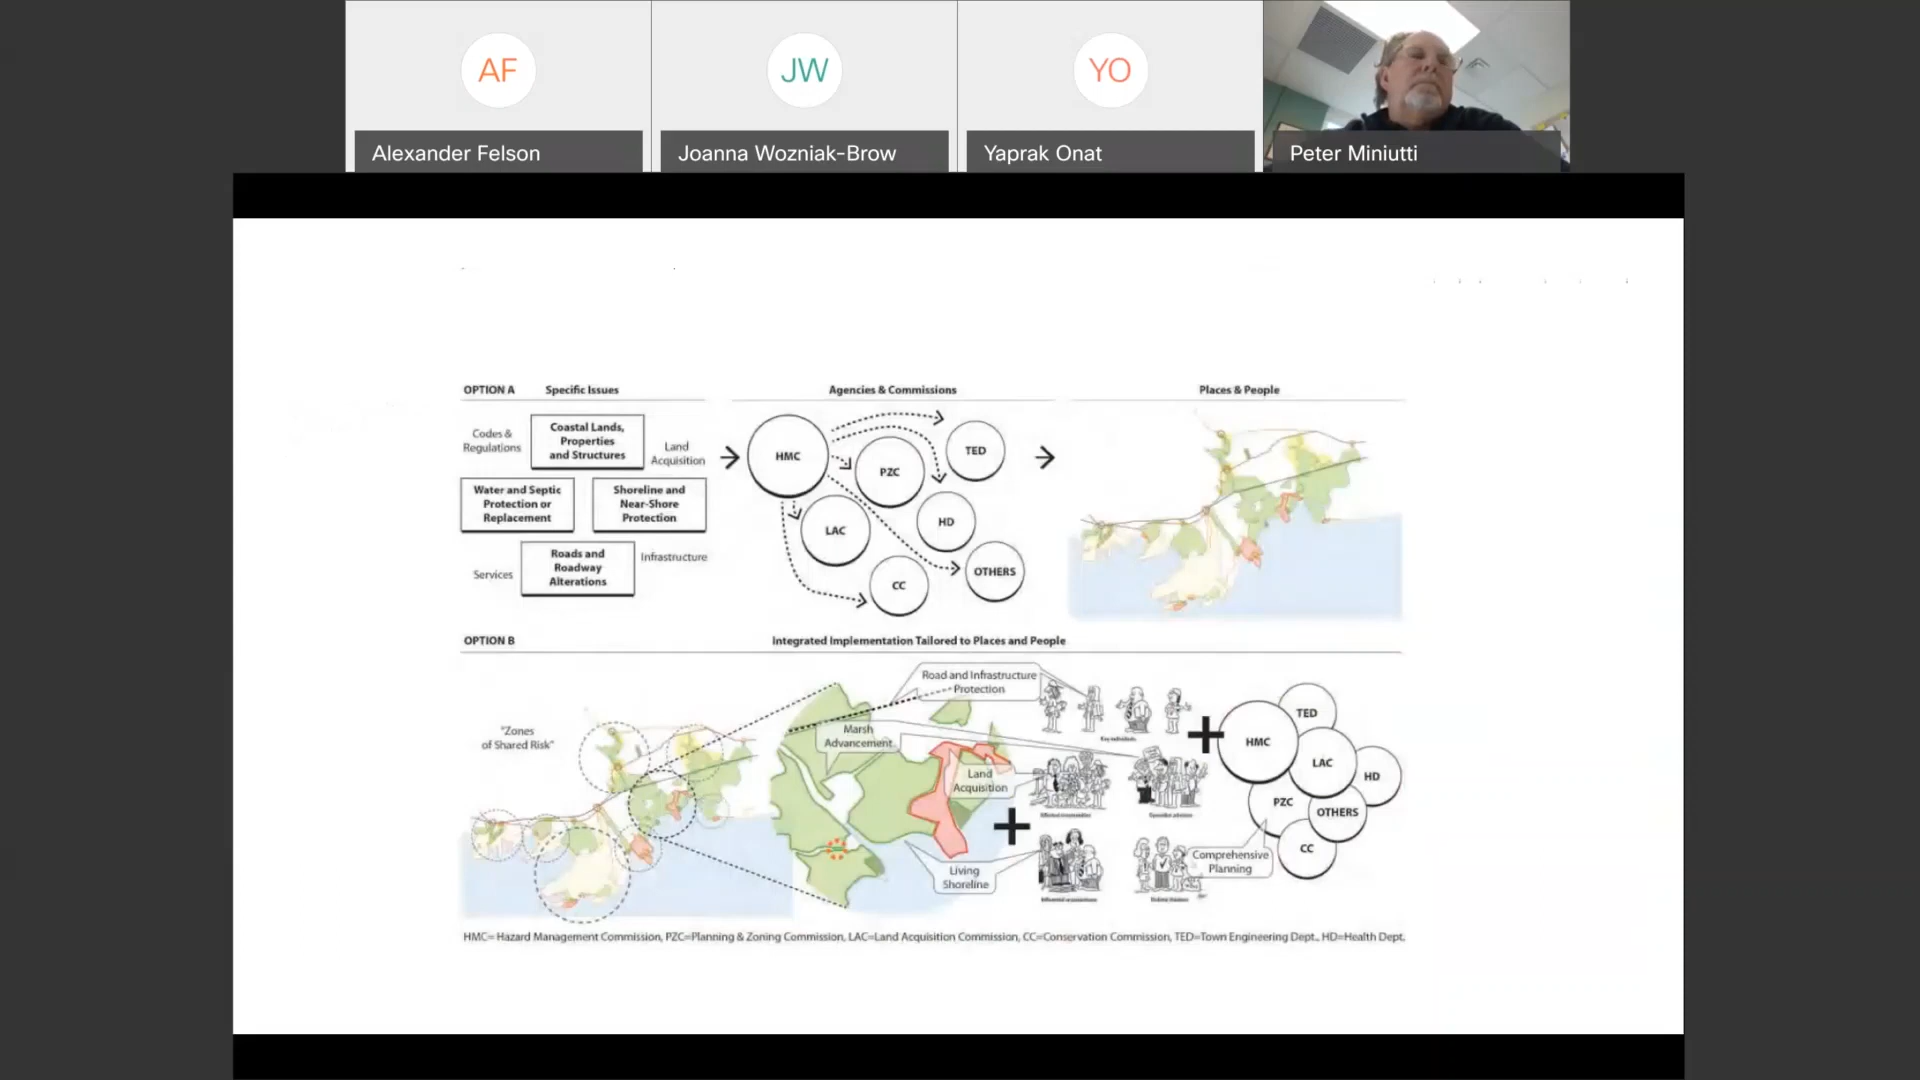 AF
JW
YO
Alexander Felson
Joanna Wozniak-Brow
Yaprak Onat
Peter Miniutti
OPTION A
Specific Issues
Agencies & Commissions
Places & People
Codes &
Regulations
Coastal Lands,
Properties
and Structures
Land
Acquisition
Water and Septic
Protection or
Replacement
Shoreline and
Near-Shore
Protection
Services
Roads and
Roadway
Alterations
Infrastructure
HMC
PZC
TED
LAC
HD
CC
OTHERS
OPTION B
Integrated Implementation Tailored to Places and People
"Zones
of Shared Risk"
Road and Infrastructure
Protection
Marsh
Advancement
Land
Acquisition
Living
Shoreline
Key individuals
Comprehensive
Planning
HMC
TED
LAC
HD
PZC
OTHERS
CC
HMC=Hazard Management Commission, PZC=Planning & Zoning Commission, LAC=Land Acquisition Commission, CC=Conservation Commission, TED=Town Engineering Dept., HD=Health Dept.